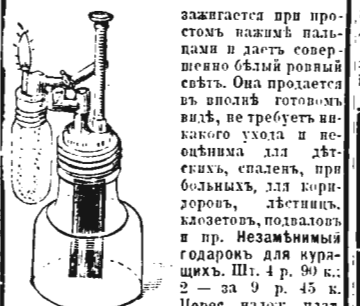 зажигается при про-
стомъ нажимѣ паль-
цами и даетъ совер-
шенно бѣлый ровный
свѣтъ. Она продается
въ вполнѣ готовомъ
видѣ, не требуетъ ни-
какого ухода и не-
оцѣнима для дѣт-
скихъ, спаленъ, при
больныхъ, для кори-
доровъ, лѣстницъ,
клозетовъ, подваловъ
и пр. Незамѣнимый
подарокъ для куря-
щихъ. Шт. 4 р. 90 к.:
2 — за 9 р. 45 к.